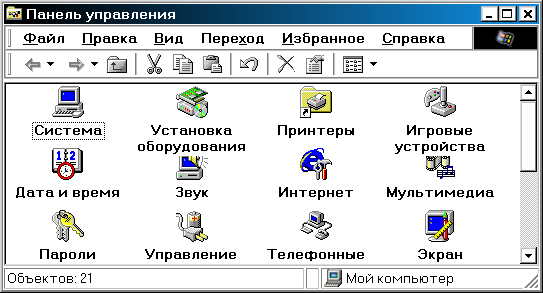 Панель управления
Файл Правка Вид Переход Избранное Справка
Система
Установка
оборудования
Принтеры
Игровые
устройства
Дата и время
Звук
Интернет
Мультимедиа
Пароли
Управление
Телефонные
Экран
Объектов: 21
Мой компьютер